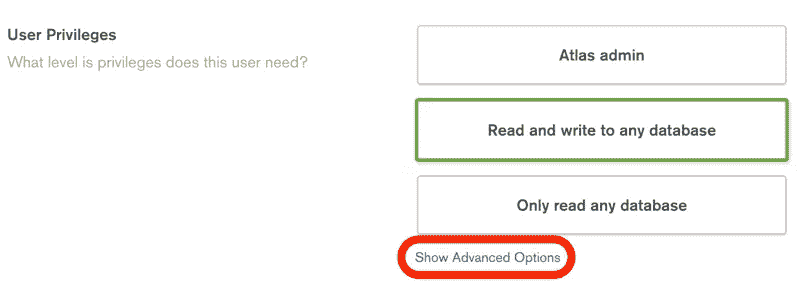 User Privileges
What level is privileges does this user need?
Atlas admin
Read and write to any database
Only read any database
Show Advanced Options